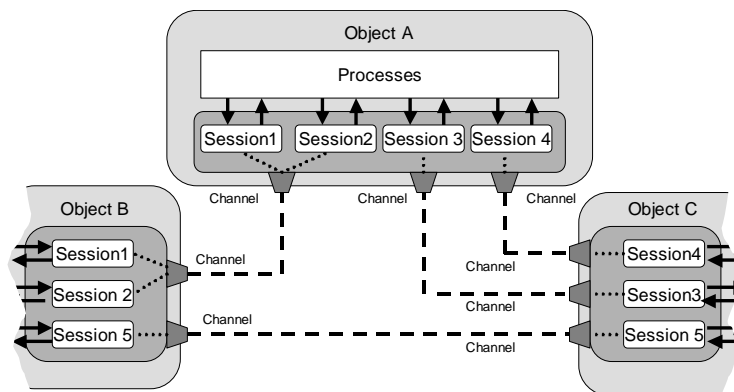 Object A
Processes
Session1
Session2
Session 3
Session 4
Channel
Channel
Channel
Object B
Session1
Session 2
Session 5
Channel
Channel
Object C
Session4
Session3
Session 5
Channel
Channel
Channel